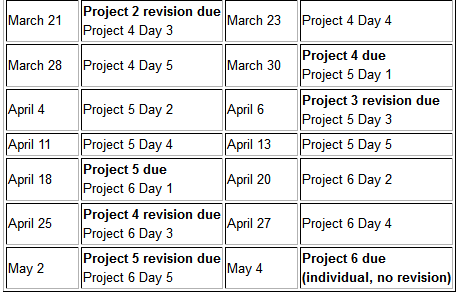 March 21
Project 2 revision due
Project 4 Day 3
March 23
Project 4 Day 4
March 28
Project 4 Day 5
March 30
Project 4 due
Project 5 Day 1
April 4
Project 5 Day 2
April 6
Project 3 revision due
Project 5 Day 3
April 11
Project 5 Day 4
April 13
Project 5 Day 5
April 18
Project 5 due
Project 6 Day 1
April 20
Project 6 Day 2
April 25
Project 4 revision due
Project 6 Day 3
April 27
Project 6 Day 4
May 2
Project 5 revision due
Project 6 Day 5
May 4
Project 6 due
(individual, no revision)